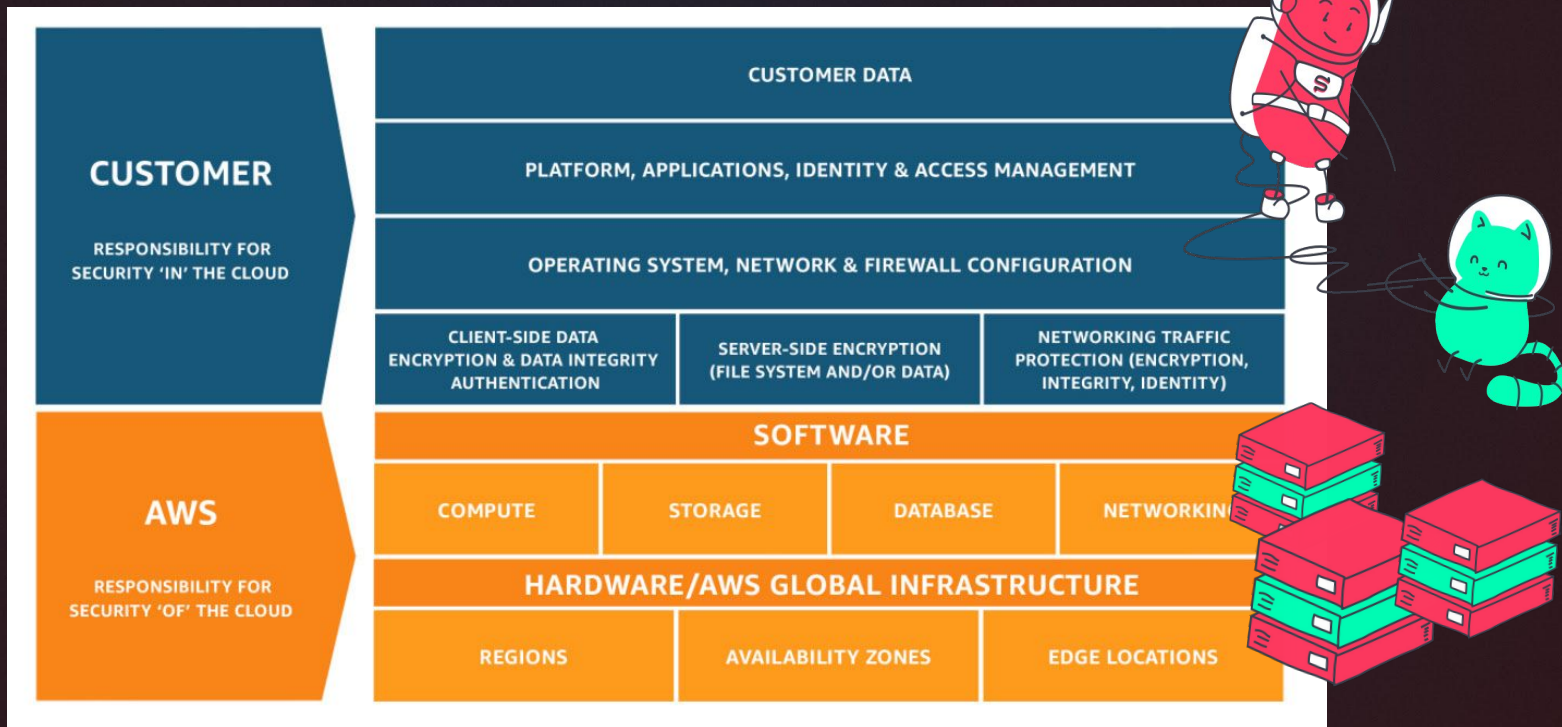 CUSTOMER
RESPONSIBILITY FOR
SECURITY ‘IN’ THE CLOUD
CUSTOMER DATA
PLATFORM, APPLICATIONS, IDENTITY & ACCESS MANAGEMENT
OPERATING SYSTEM, NETWORK & FIREWALL CONFIGURATION
CLIENT-SIDE DATA
ENCRYPTION & DATA INTEGRITY
AUTHENTICATION
SERVER-SIDE ENCRYPTION
(FILE SYSTEM AND/OR DATA)
NETWORKING TRAFFIC
PROTECTION (ENCRYPTION,
INTEGRITY, IDENTITY)
AWS
RESPONSIBILITY FOR
SECURITY ‘OF’ THE CLOUD
SOFTWARE
COMPUTE
STORAGE
DATABASE
NETWORKING
HARDWARE/AWS GLOBAL INFRASTRUCTURE
REGIONS
AVAILABILITY ZONES
EDGE LOCATIONS
S